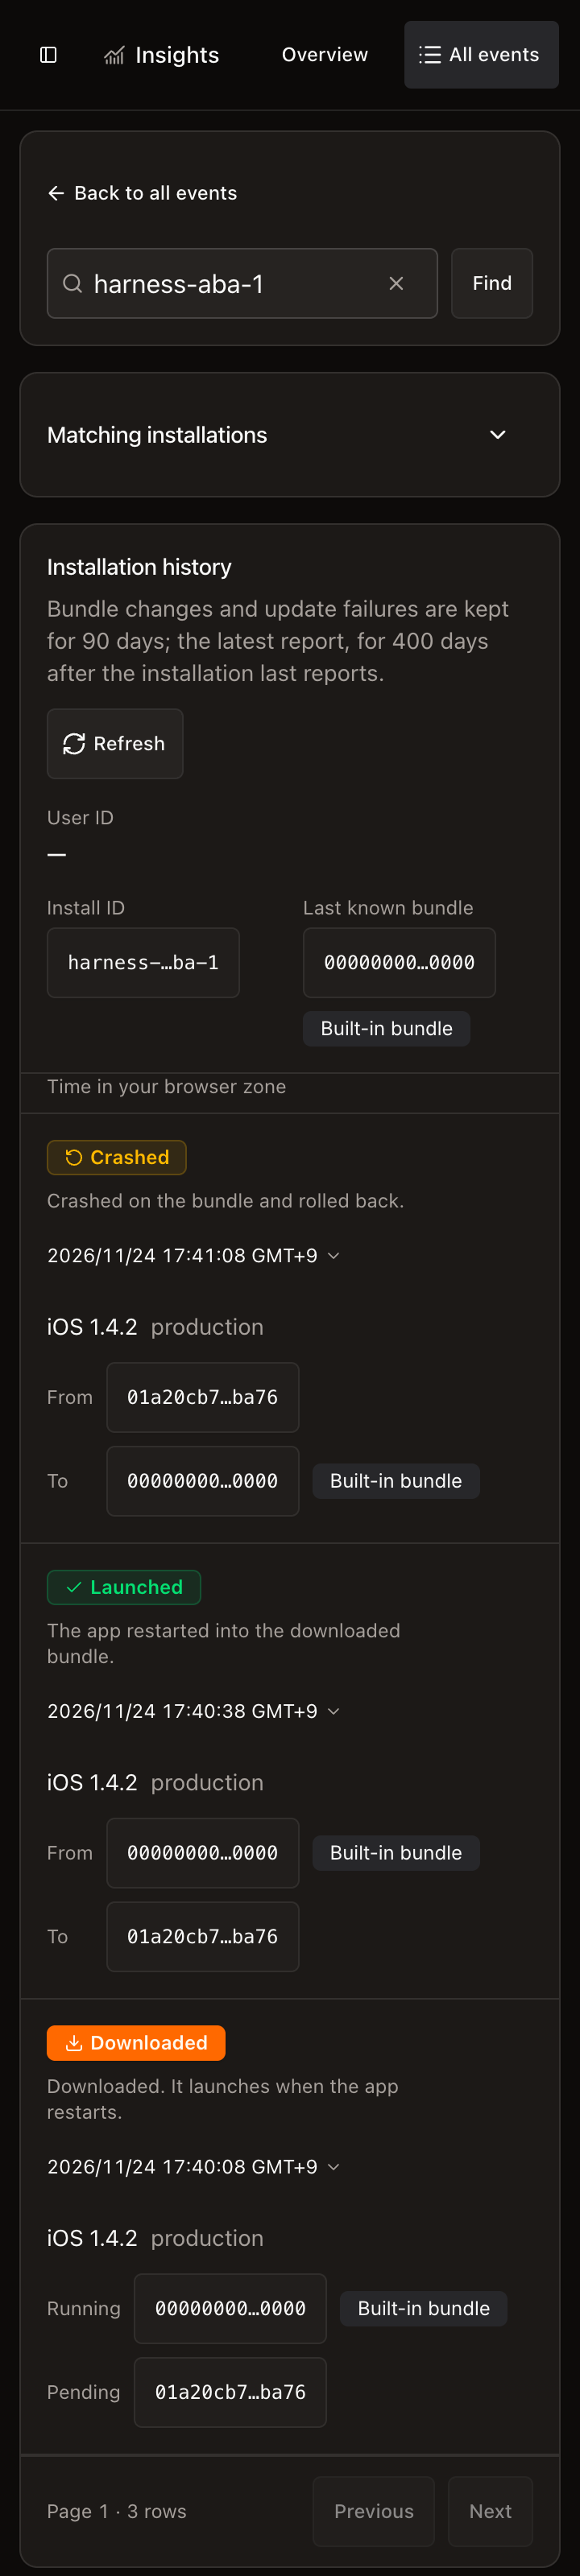 Insights
Overview
All events
Back to all events
harness-aba-1
Find
Matching installations
Installation history
Bundle changes and update failures are kept
for 90 days; the latest report, for 400 days
after the installation last reports.
Refresh
User ID
—
Install ID
Last known bundle
harness-…ba-1
00000000…0000
Built-in bundle
Time in your browser zone
Crashed
Crashed on the bundle and rolled back.
2026/11/24 17:41:08 GMT+9
iOS 1.4.2 production
From 01a20cb7…ba76
To 00000000…0000 Built-in bundle
Launched
The app restarted into the downloaded
bundle.
2026/11/24 17:40:38 GMT+9
iOS 1.4.2 production
From 00000000…0000 Built-in bundle
To 01a20cb7…ba76
Downloaded
Downloaded. It launches when the app
restarts.
2026/11/24 17:40:08 GMT+9
iOS 1.4.2 production
Running 00000000…0000 Built-in bundle
Pending 01a20cb7…ba76
Page 1 · 3 rows
Previous
Next